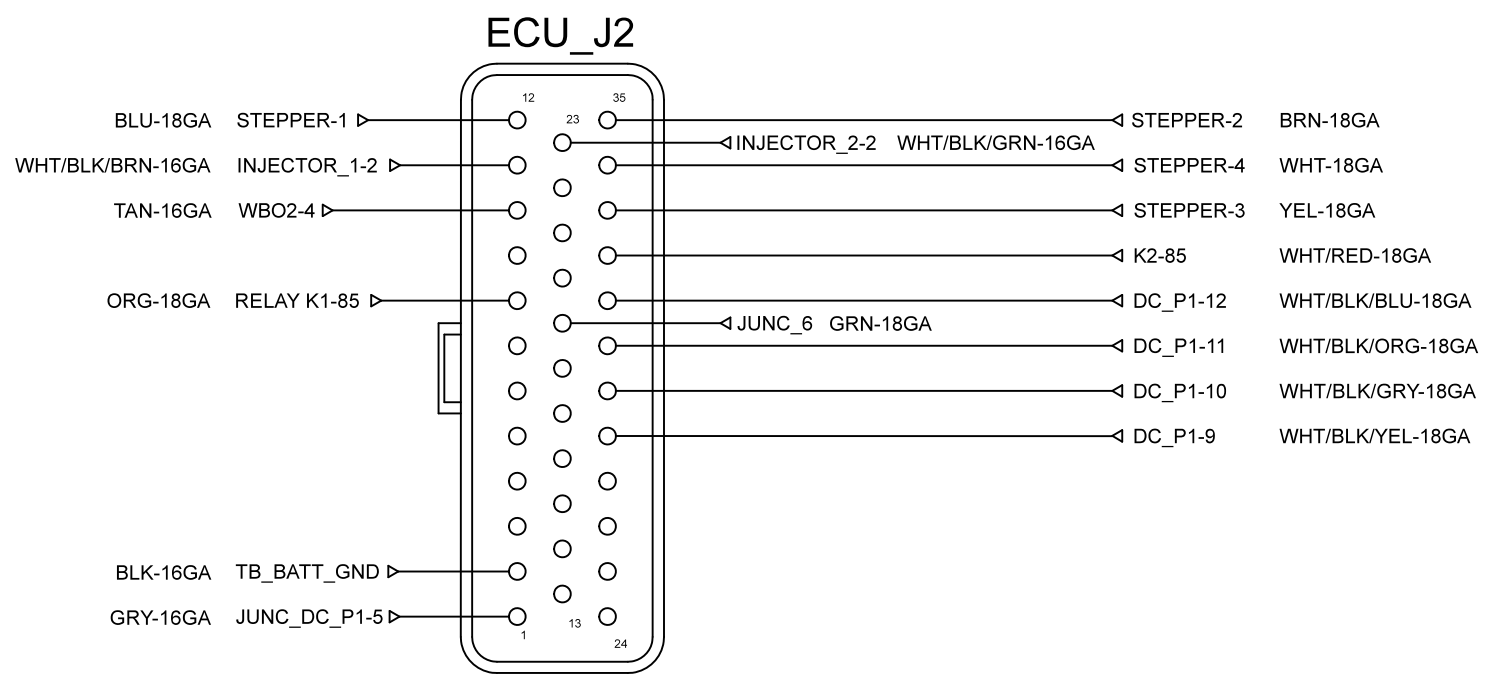 ECU_J2
12 35
BLU-18GA STEPPER-1 23 STEPPER-2 BRN-18GA
INJECTOR_2-2 WHT/BLK/GRN-16GA
WHT/BLK/BRN-16GA INJECTOR_1-2 STEPPER-4 WHT-18GA
TAN-16GA WBO2-4 STEPPER-3 YEL-18GA
K2-85 WHT/RED-18GA
ORG-18GA RELAY K1-85 DC_P1-12 WHT/BLK/BLU-18GA
JUNC_6 GRN-18GA
DC_P1-11 WHT/BLK/ORG-18GA
DC_P1-10 WHT/BLK/GRY-18GA
DC_P1-9 WHT/BLK/YEL-18GA
BLK-16GA TB_BATT_GND
GRY-16GA JUNC_DC_P1-5
1 13 24